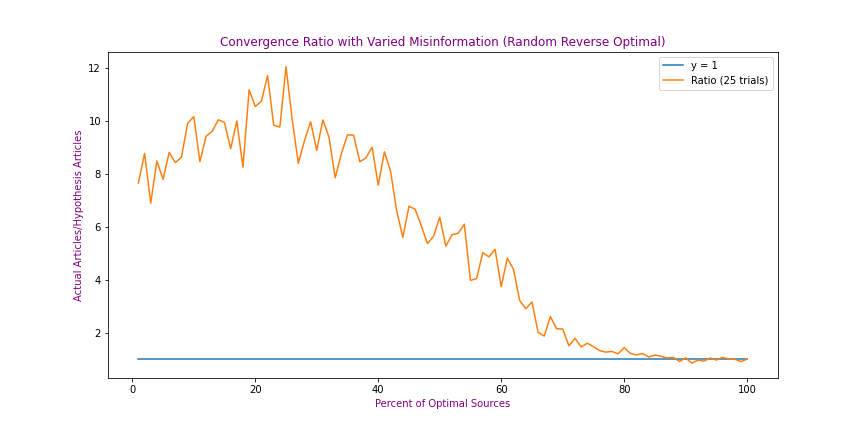 Convergence Ratio with Varied Misinformation (Random Reverse Optimal)
y = 1
Ratio (25 trials)
Actual Articles/Hypothesis Articles
12
10
8
6
4
2
0
20
40
60
80
100
Percent of Optimal Sources